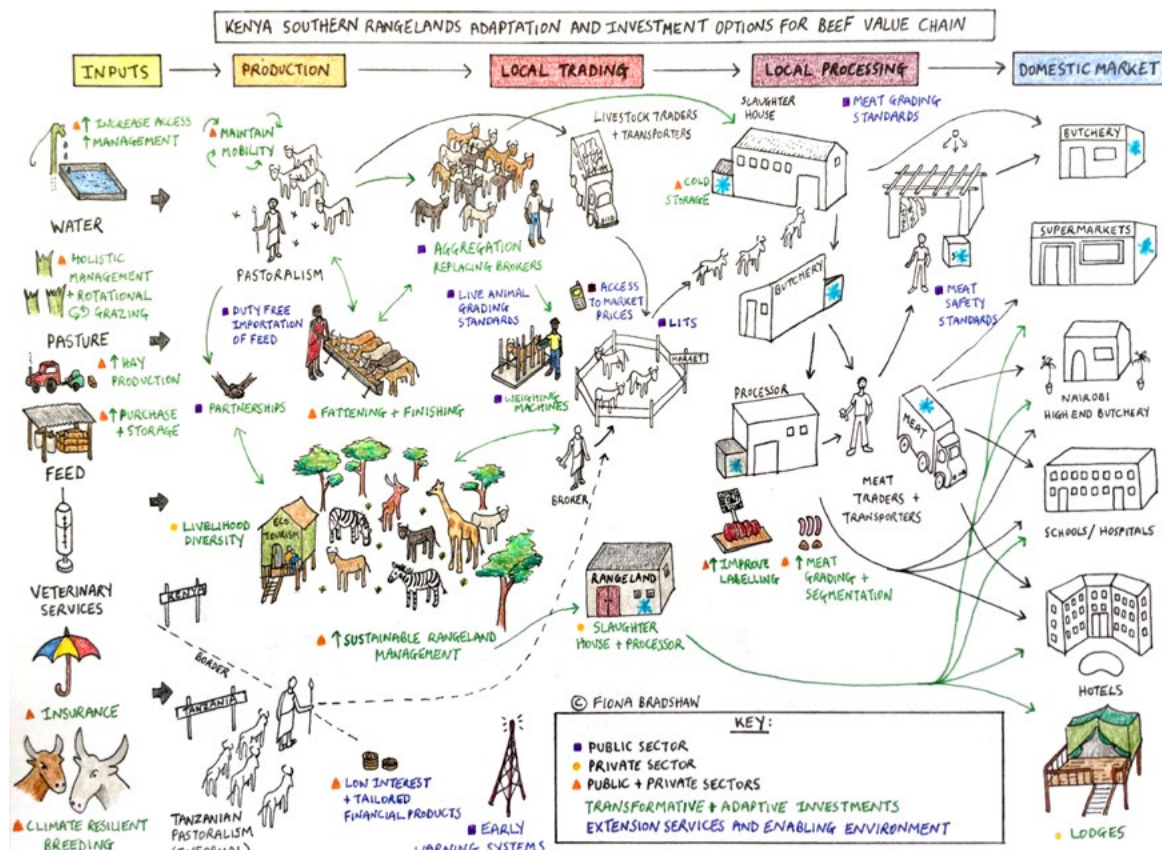 KENYA SOUTHERN RANGELANDS ADAPTATION AND INVESTMENT OPTIONS FOR BEEF VALUE CHAIN
INPUTS
PRODUCTION
LOCAL TRADING
LOCAL PROCESSING
DOMESTIC MARKET
↑ INCREASE ACCESS
↑ MANAGEMENT
WATER
HOLISTIC
MANAGEMENT
+ ROTATIONAL
GRAZING
PASTURE
↑ HAY
PRODUCTION
↑ PURCHASE
+ STORAGE
FEED
VETERINARY
SERVICES
INSURANCE
CLIMATE RESILIENT
BREEDING
MAINTAIN
MOBILITY
PASTORALISM
DUTY FREE
IMPORTATION
OF FEED
PARTNERSHIPS
FATTENING + FINISHING
LIVELIHOOD
DIVERSITY
ECO
TOURISM
KENYA
BORDER
TANZANIA
↑ SUSTAINABLE RANGELAND
MANAGEMENT
TANZANIAN
PASTORALISM
LOW INTEREST
+ TAILORED
FINANCIAL PRODUCTS
EARLY
WARNING SYSTEMS
LIVESTOCK TRADERS
+ TRANSPORTERS
AGGREGATION
REPLACING BROKERS
LIVE ANIMAL
GRADING
STANDARDS
ACCESS
TO MARKET
PRICES
LITS
MARKET
WEIGHING
MACHINES
BROKER
RANGELAND
SLAUGHTER
HOUSE + PROCESSOR
SLAUGHTER
HOUSE
COLD
STORAGE
MEAT GRADING
STANDARDS
BUTCHERY
MEAT
SAFETY
STANDARDS
PROCESSOR
MEAT
MEAT
TRADERS +
TRANSPORTERS
↑ IMPROVE
LABELLING
↑ MEAT
GRADING +
SEGMENTATION
BUTCHERY
SUPERMARKETS
NAIROBI
HIGH END BUTCHERY
SCHOOLS/ HOSPITALS
HOTELS
LODGES
© FIONA BRADSHAW
KEY:
PUBLIC SECTOR
PRIVATE SECTOR
PUBLIC + PRIVATE SECTORS
TRANSFORMATIVE + ADAPTIVE INVESTMENTS
EXTENSION SERVICES AND ENABLING ENVIRONMENT